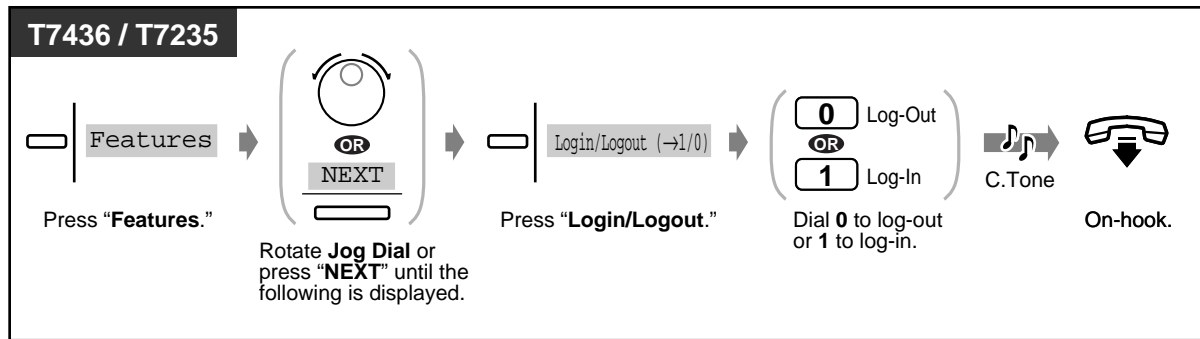 T7436 / T7235
Features
Press “Features.”
OR
NEXT
Rotate Jog Dial or
press “NEXT” until the
following is displayed.
Login/Logout (→1/0)
Press “Login/Logout.”
0 Log-Out
OR
1 Log-In
Dial 0 to log-out
or 1 to log-in.
C.Tone
On-hook.